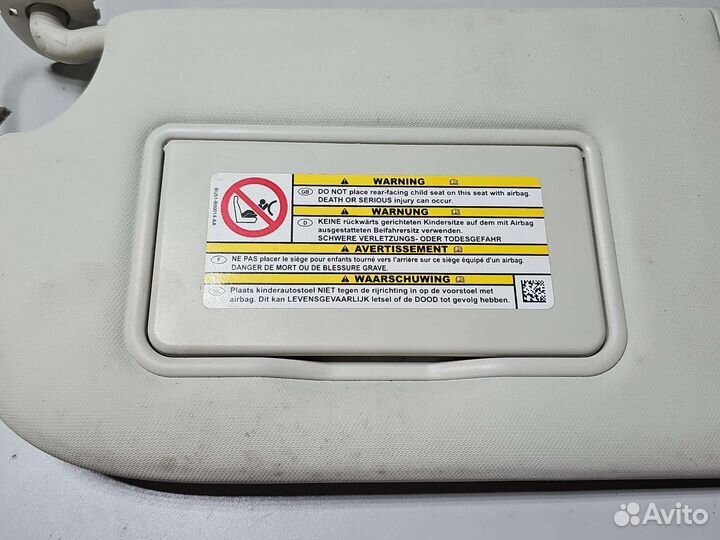 WARNING
GB DO NOT place rear-facing child seat on this seat with airbag.
DEATH OR SERIOUS injury can occur.
WARNUNG
D KEINE rückwärts gerichteten Kindersitze auf dem mit Airbag
ausgestatteten Beifahrersitz verwenden.
SCHWERE VERLETZUNGS- ODER TODESGEFAHR
AVERTISSEMENT
F NE PAS placer le siège pour enfants tourné vers l'arrière sur ce siège équipé d'un airbag.
DANGER DE MORT OU DE BLESSURE GRAVE.
WAARSCHUWING
NL Plaats kinderautostoel NIET tegen de rijrichting in op de voorstoel met
airbag. Dit kan LEVENSGEVAARLIJK letsel of de DOOD tot gevolg hebben.
Avito